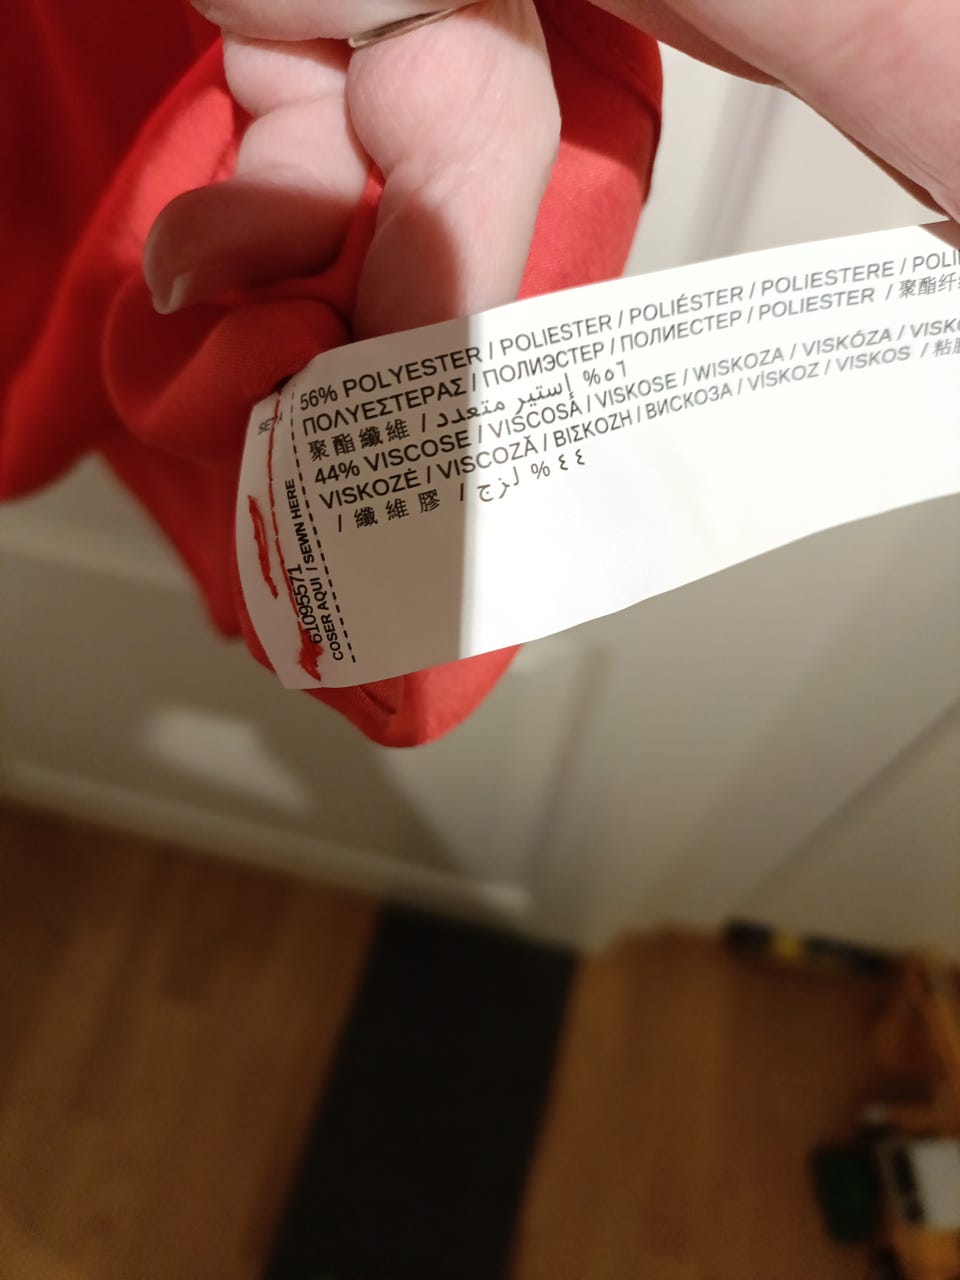 56% POLYESTER / POLIESTER / POLIÉSTER / POLIESTERE / POLI
ΠΟΛΥΕΣΤΕΡΑΣ / ПОЛИЭСТЕР / ПОЛИЕСТЕР / POLIESTER / 聚酯纤
聚酯纖維 / إستير متعدد %٥٦
44% VISCOSE / VISCOSA / VISKOSE / WISKOZA / VISKÓZA / VISK
VISKOZĖ / VISCOZĂ / ΒΙΣΚΟΖΗ / ВИСКОЗА / VİSKOZ / VISKOS / 粘
/ 纖維膠 / لزج % ٤٤
61095571
COSER AQUI / SEWN HERE